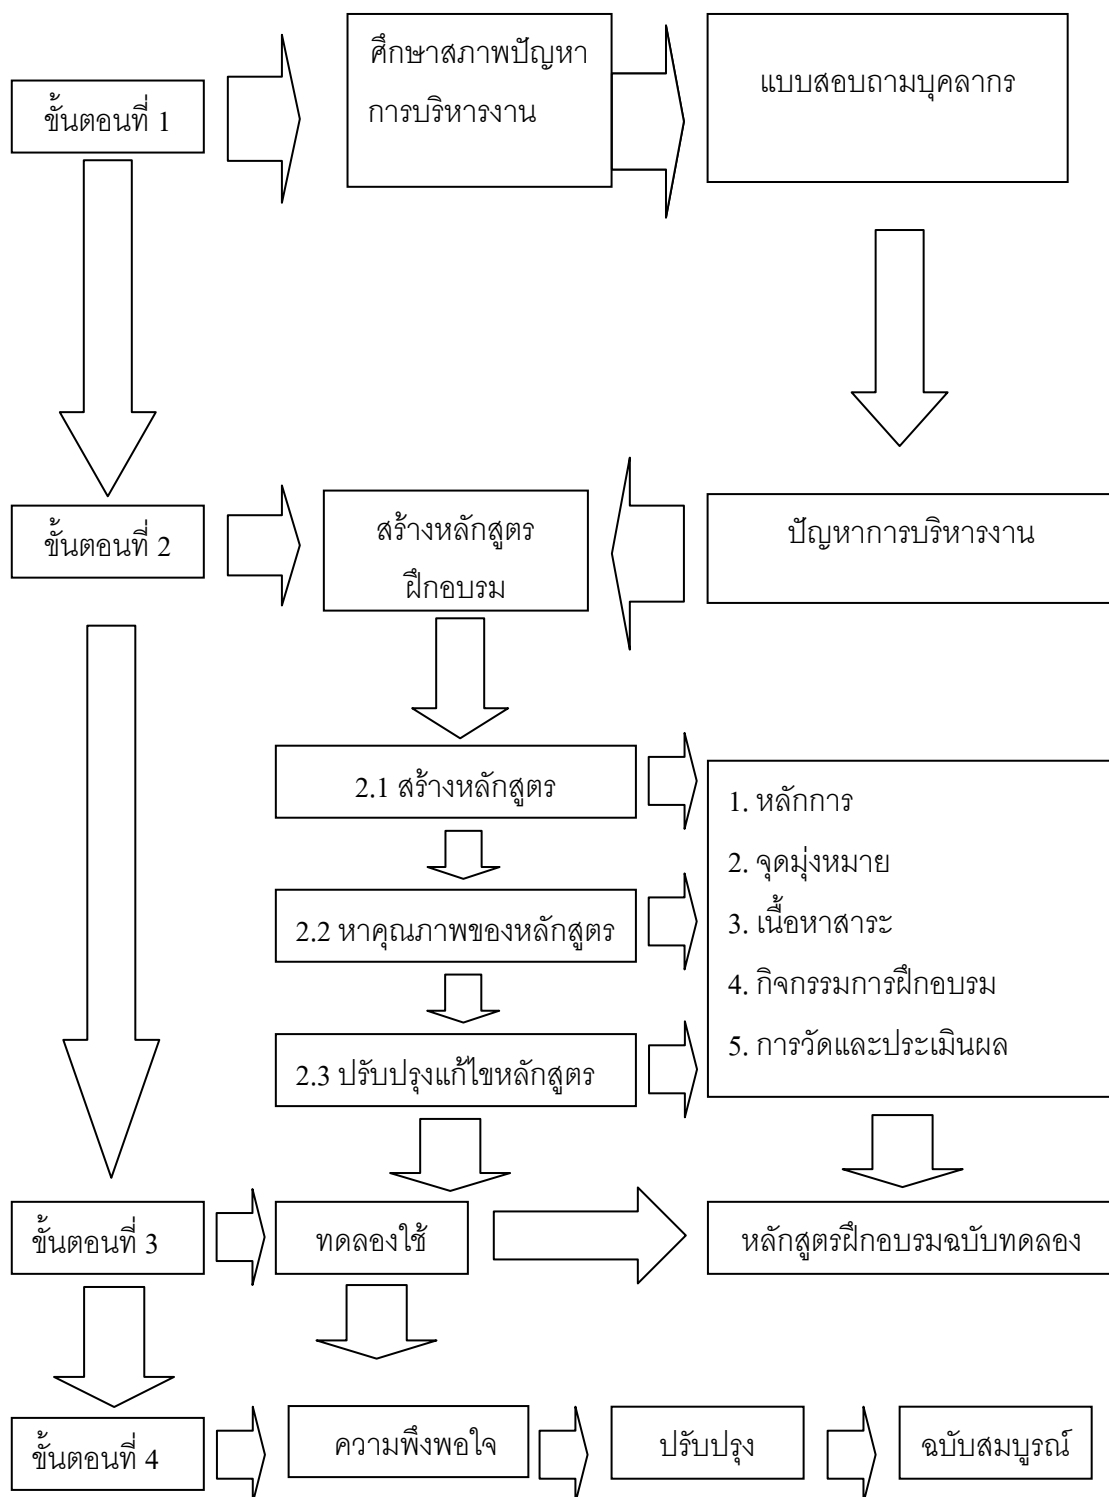 ขั้นตอนที่ 1
ศึกษาสภาพปัญหา
การบริหารงาน
แบบสอบถามบุคลากร
ขั้นตอนที่ 2
สร้างหลักสูตร
ฝึกอบรม
ปัญหาการบริหารงาน
2.1 สร้างหลักสูตร
2.2 หาคุณภาพของหลักสูตร
2.3 ปรับปรุงแก้ไขหลักสูตร
1. หลักการ
2. จุดมุ่งหมาย
3. เนื้อหาสาระ
4. กิจกรรมการฝึกอบรม
5. การวัดและประเมินผล
ขั้นตอนที่ 3
ทดลองใช้
หลักสูตรฝึกอบรมฉบับทดลอง
ขั้นตอนที่ 4
ความพึงพอใจ
ปรับปรุง
ฉบับสมบูรณ์